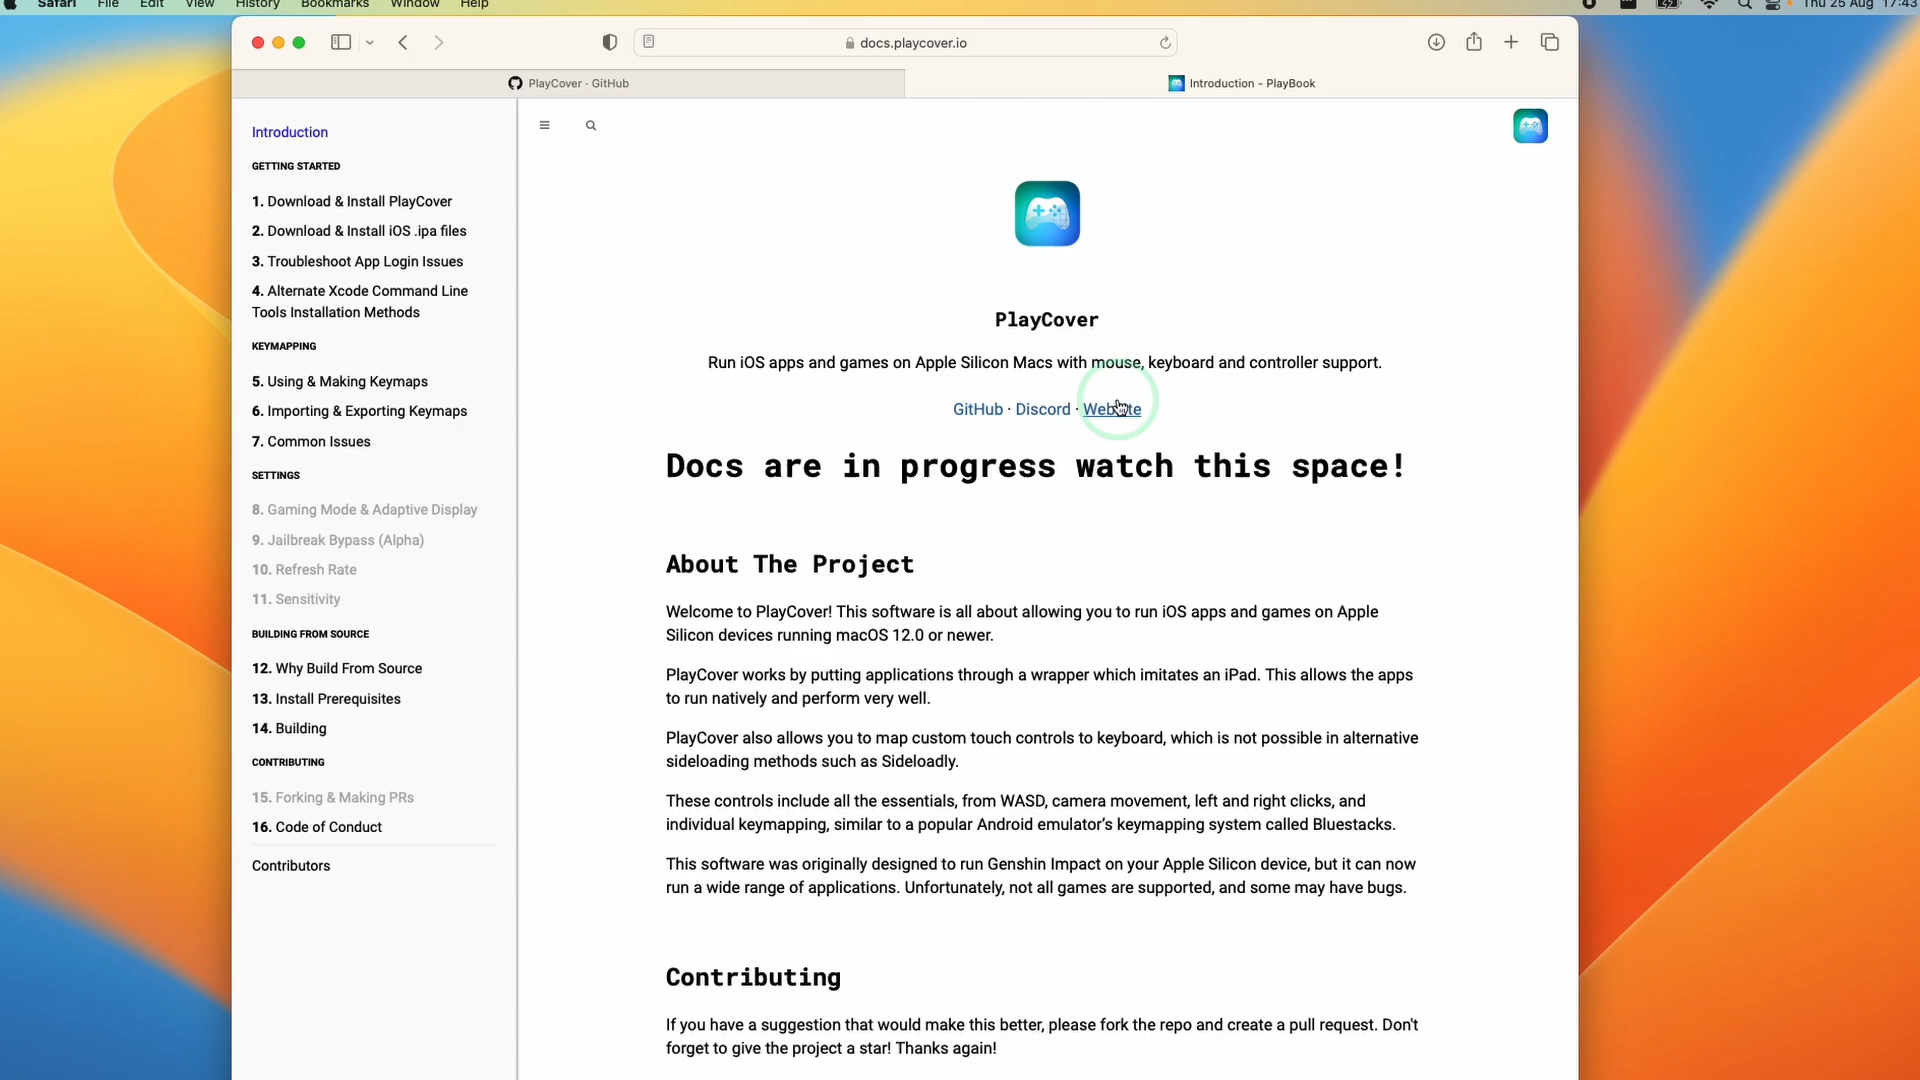 Safari File Edit View History Bookmarks Window Help Thu 25 Aug 17:43
docs.playcover.io
PlayCover · GitHub
Introduction - PlayBook
Introduction
GETTING STARTED
1. Download & Install PlayCover
2. Download & Install iOS .ipa files
3. Troubleshoot App Login Issues
4. Alternate Xcode Command Line
Tools Installation Methods
KEYMAPPING
5. Using & Making Keymaps
6. Importing & Exporting Keymaps
7. Common Issues
SETTINGS
8. Gaming Mode & Adaptive Display
9. Jailbreak Bypass (Alpha)
10. Refresh Rate
11. Sensitivity
BUILDING FROM SOURCE
12. Why Build From Source
13. Install Prerequisites
14. Building
CONTRIBUTING
15. Forking & Making PRs
16. Code of Conduct
Contributors
PlayCover
Run iOS apps and games on Apple Silicon Macs with mouse, keyboard and controller support.
GitHub · Discord · Website
Docs are in progress watch this space!
About The Project
Welcome to PlayCover! This software is all about allowing you to run iOS apps and games on Apple
Silicon devices running macOS 12.0 or newer.
PlayCover works by putting applications through a wrapper which imitates an iPad. This allows the apps
to run natively and perform very well.
PlayCover also allows you to map custom touch controls to keyboard, which is not possible in alternative
sideloading methods such as Sideloadly.
These controls include all the essentials, from WASD, camera movement, left and right clicks, and
individual keymapping, similar to a popular Android emulator's keymapping system called Bluestacks.
This software was originally designed to run Genshin Impact on your Apple Silicon device, but it can now
run a wide range of applications. Unfortunately, not all games are supported, and some may have bugs.
Contributing
If you have a suggestion that would make this better, please fork the repo and create a pull request. Don't
forget to give the project a star! Thanks again!